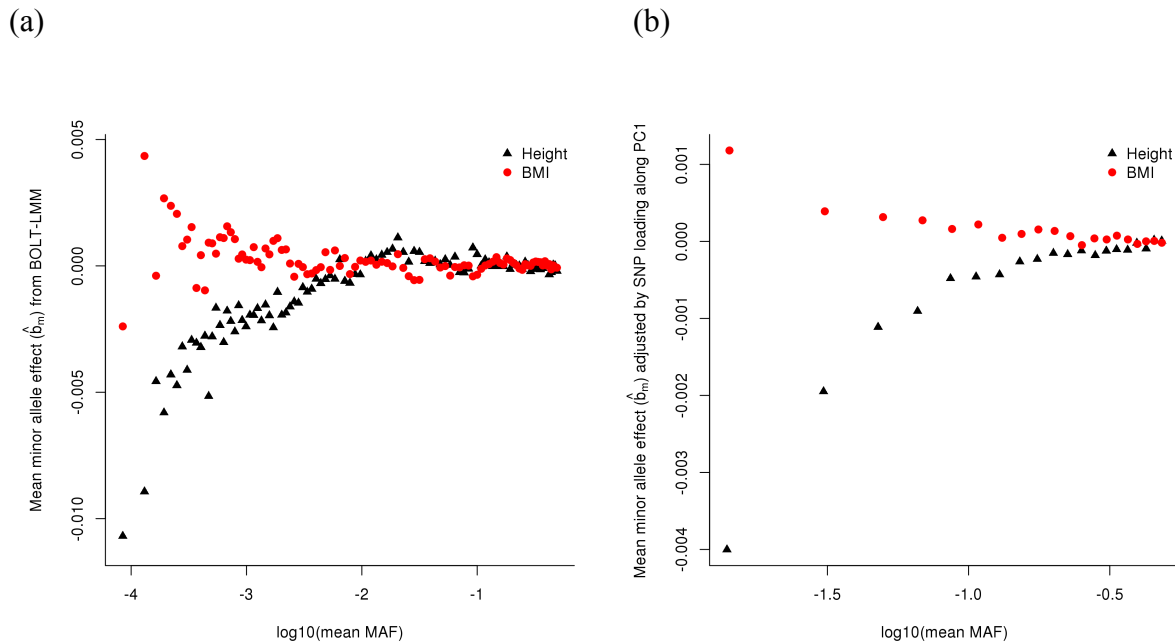 (a)
Mean minor allele effect (b̂m) from BOLT-LMM
0.005
0.000
-0.005
-0.010
Height
BMI
-4
-3
-2
-1
log10(mean MAF)
(b)
Mean minor allele effect (b̂m) adjusted by SNP loading along PC1
0.001
0.000
-0.001
-0.002
-0.003
-0.004
Height
BMI
-1.5
-1.0
-0.5
log10(mean MAF)